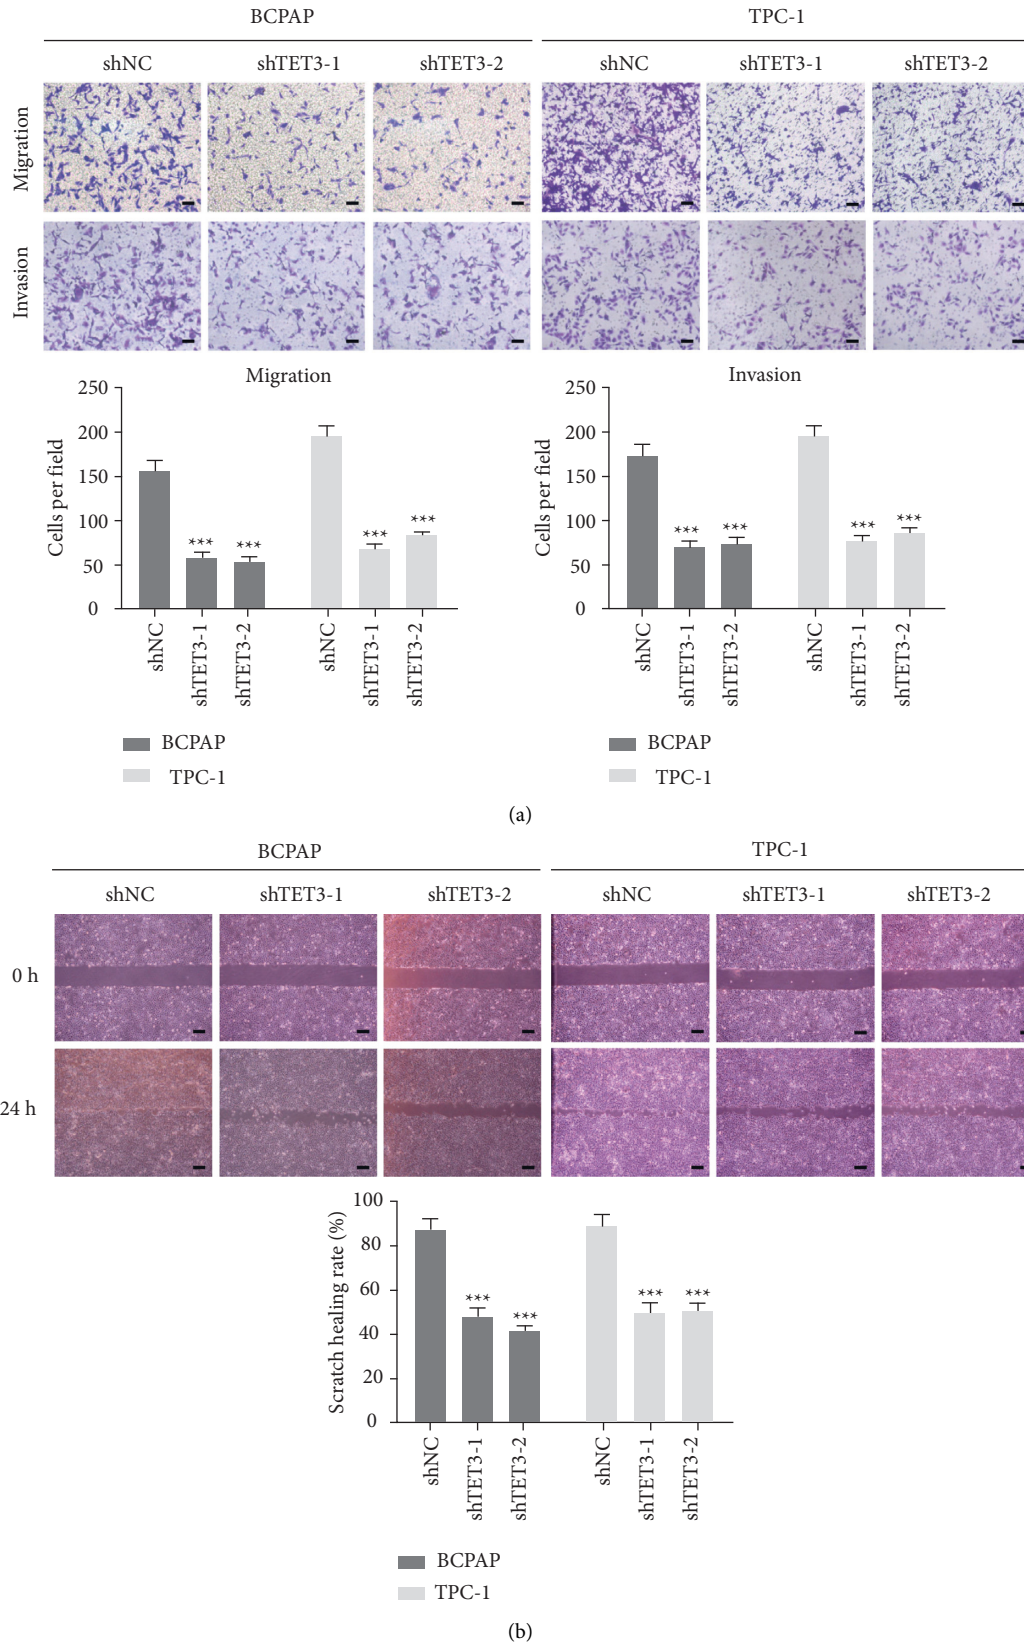 BCPAP TPC-1
shNC shTET3-1 shTET3-2 shNC shTET3-1 shTET3-2
Migration
Invasion
Migration
Cells per field
250
200
150
100
50
0
*** *** *** ***
shNC shTET3-1 shTET3-2 shNC shTET3-1 shTET3-2
BCPAP
TPC-1
Invasion
Cells per field
250
200
150
100
50
0
*** *** *** ***
shNC shTET3-1 shTET3-2 shNC shTET3-1 shTET3-2
BCPAP
TPC-1
(a)
BCPAP TPC-1
shNC shTET3-1 shTET3-2 shNC shTET3-1 shTET3-2
0 h
24 h
Scratch healing rate (%)
100
80
60
40
20
0
*** *** *** ***
shNC shTET3-1 shTET3-2 shNC shTET3-1 shTET3-2
BCPAP
TPC-1
(b)